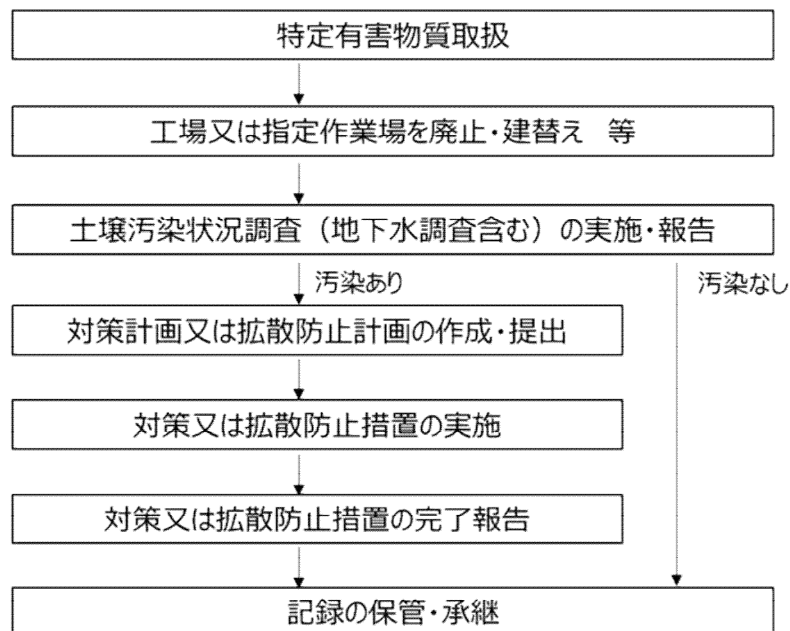 特定有害物質取扱
工場又は指定作業場を廃止・建替え　等
土壌汚染状況調査（地下水調査含む）の実施・報告
汚染あり
汚染なし
対策計画又は拡散防止計画の作成・提出
対策又は拡散防止措置の実施
対策又は拡散防止措置の完了報告
記録の保管・承継